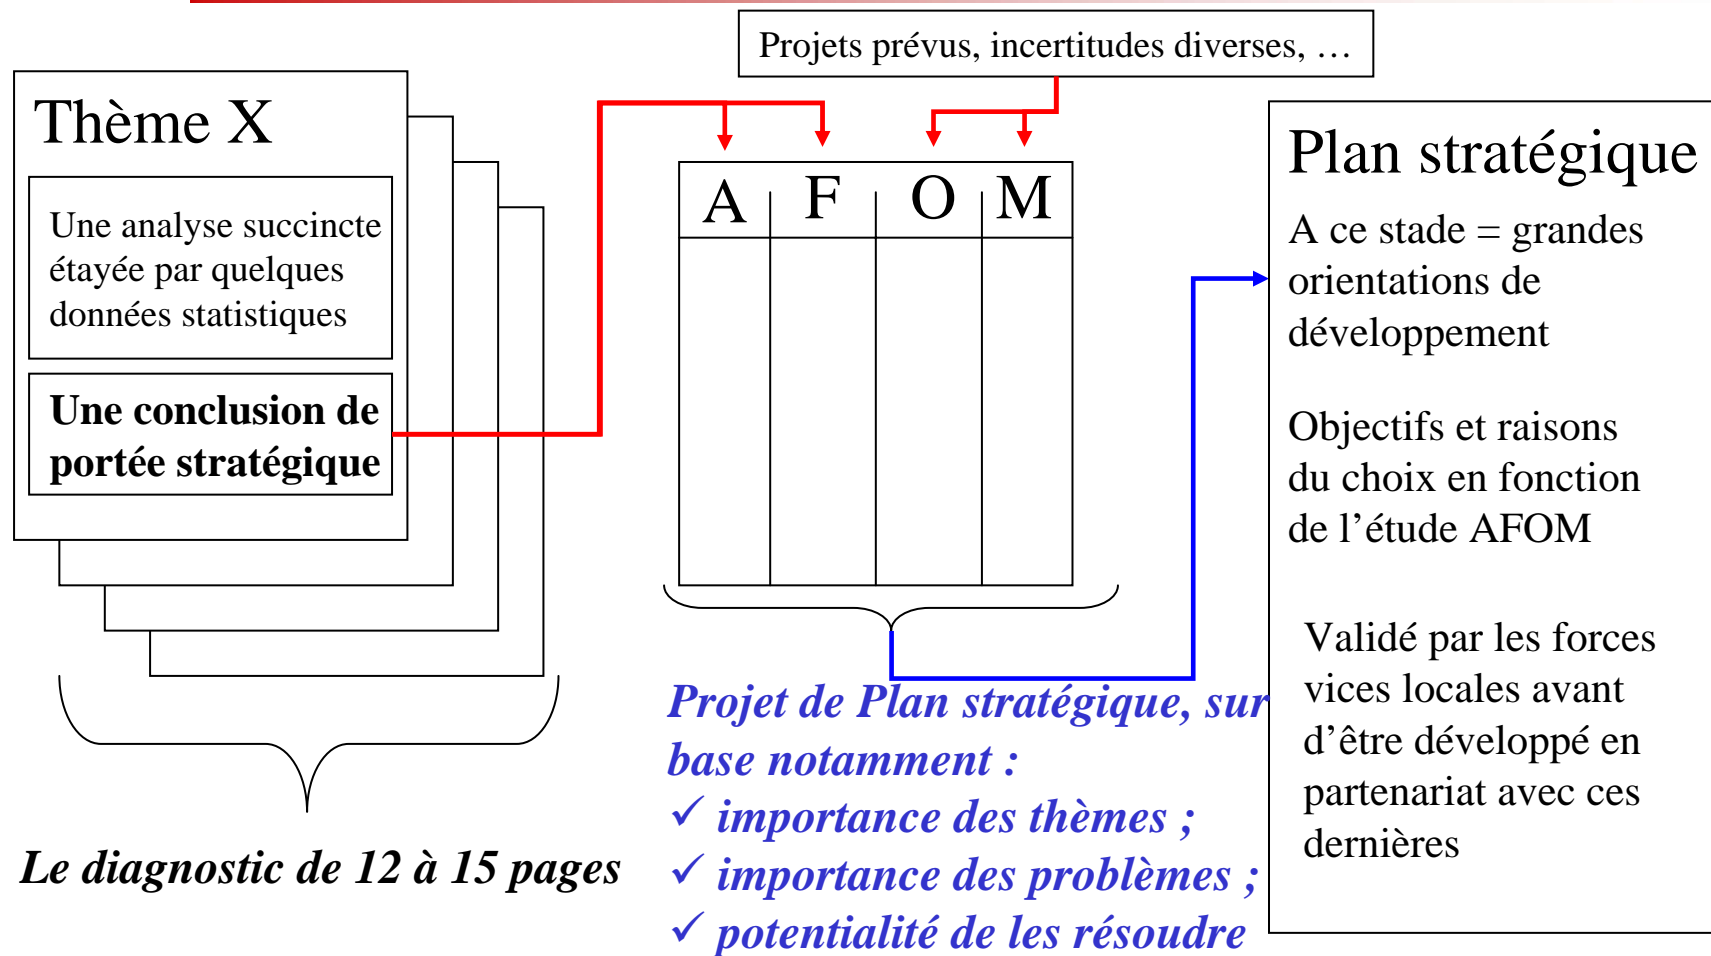 Projets prévus, incertitudes diverses, …
Thème X
Une analyse succincte
étayée par quelques
données statistiques
Une conclusion de
portée stratégique
Le diagnostic de 12 à 15 pages
A F O M
Projet de Plan stratégique, sur
base notamment :
✓ importance des thèmes ;
✓ importance des problèmes ;
✓ potentialité de les résoudre
Plan stratégique
A ce stade = grandes
orientations de
développement
Objectifs et raisons
du choix en fonction
de l’étude AFOM
Validé par les forces
vices locales avant
d’être développé en
partenariat avec ces
dernières